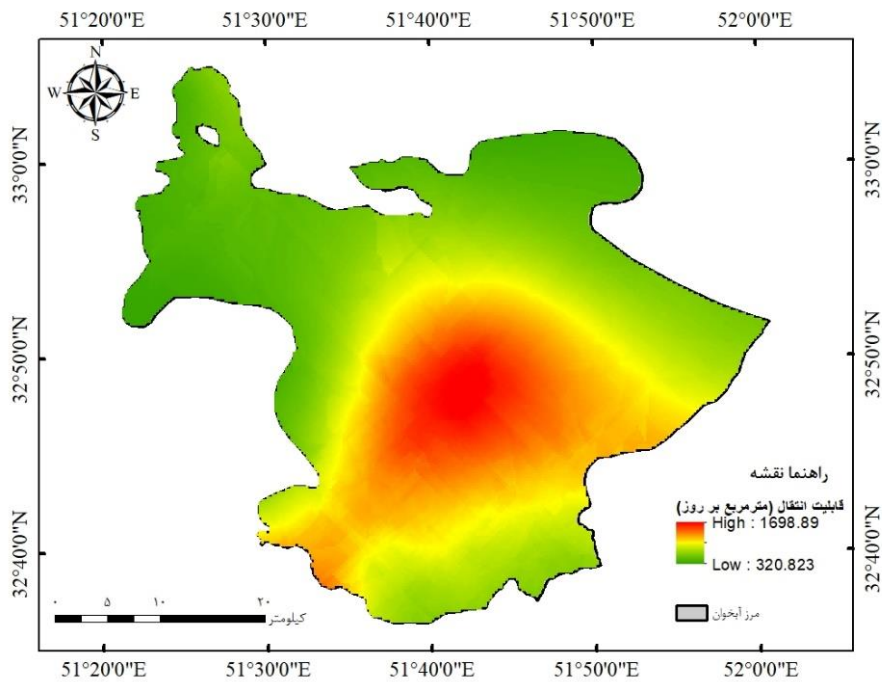 51°20'0"E 51°30'0"E 51°40'0"E 51°50'0"E 52°0'0"E
N
W E
S
33°0'0"N 33°0'0"N
32°50'0"N 32°50'0"N
32°40'0"N 32°40'0"N
راهنما نقشه
قابلیت انتقال (مترمربع بر روز)
High : 1698.89
Low : 320.823
مرز آبخوان
۰ ۵ ۱۰ ۲۰
کیلومتر
51°20'0"E 51°30'0"E 51°40'0"E 51°50'0"E 52°0'0"E